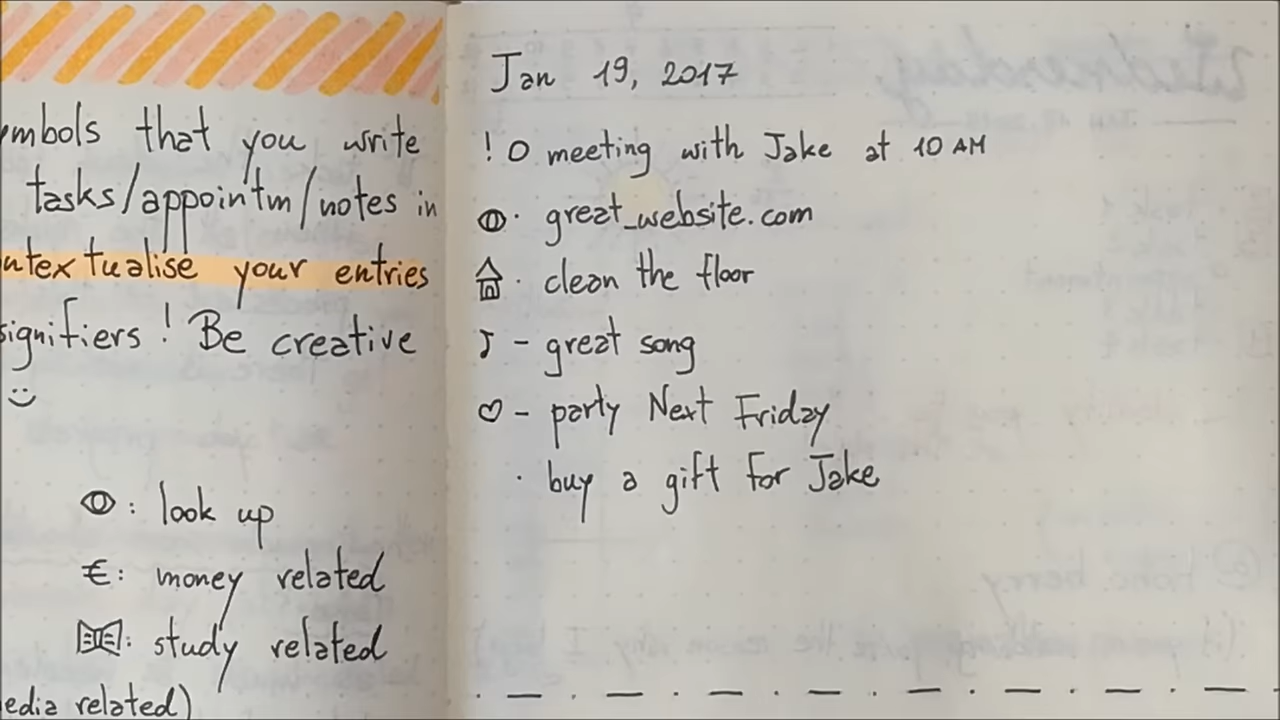 mbols that you write
tasks/appointm/notes in
ntextualise your entries
signifiers! Be creative
: look up
€: money related
: study related
edia related)
Jan 19, 2017
! O meeting with Jake at 10 AM
· great_website.com
· clean the floor
♪ - great song
♡ - party Next Friday
· buy a gift for Jake